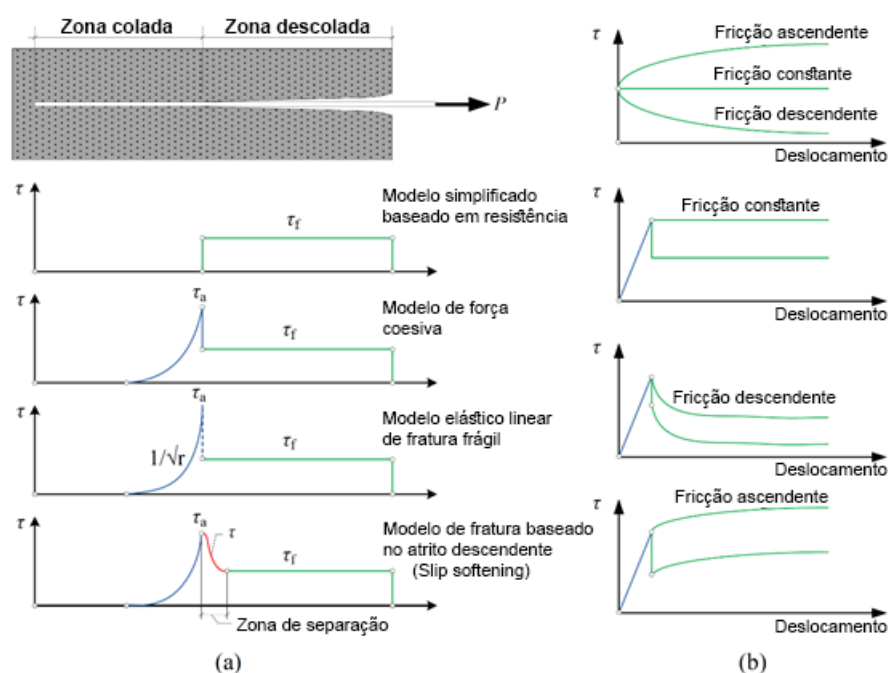 Zona colada
Zona descolada
P
τ
τf
Modelo simplificado
baseado em resistência
τ
τa
τf
Modelo de força
coesiva
τ
τa
1/√r
τf
Modelo elástico linear
de fratura frágil
τ
τa
τ
τf
Modelo de fratura baseado
no atrito descendente
(Slip softening)
Zona de separação
(a)
τ
Fricção ascendente
Fricção constante
Fricção descendente
Deslocamento
τ
Fricção constante
Deslocamento
τ
Fricção descendente
Deslocamento
τ
Fricção ascendente
Deslocamento
(b)